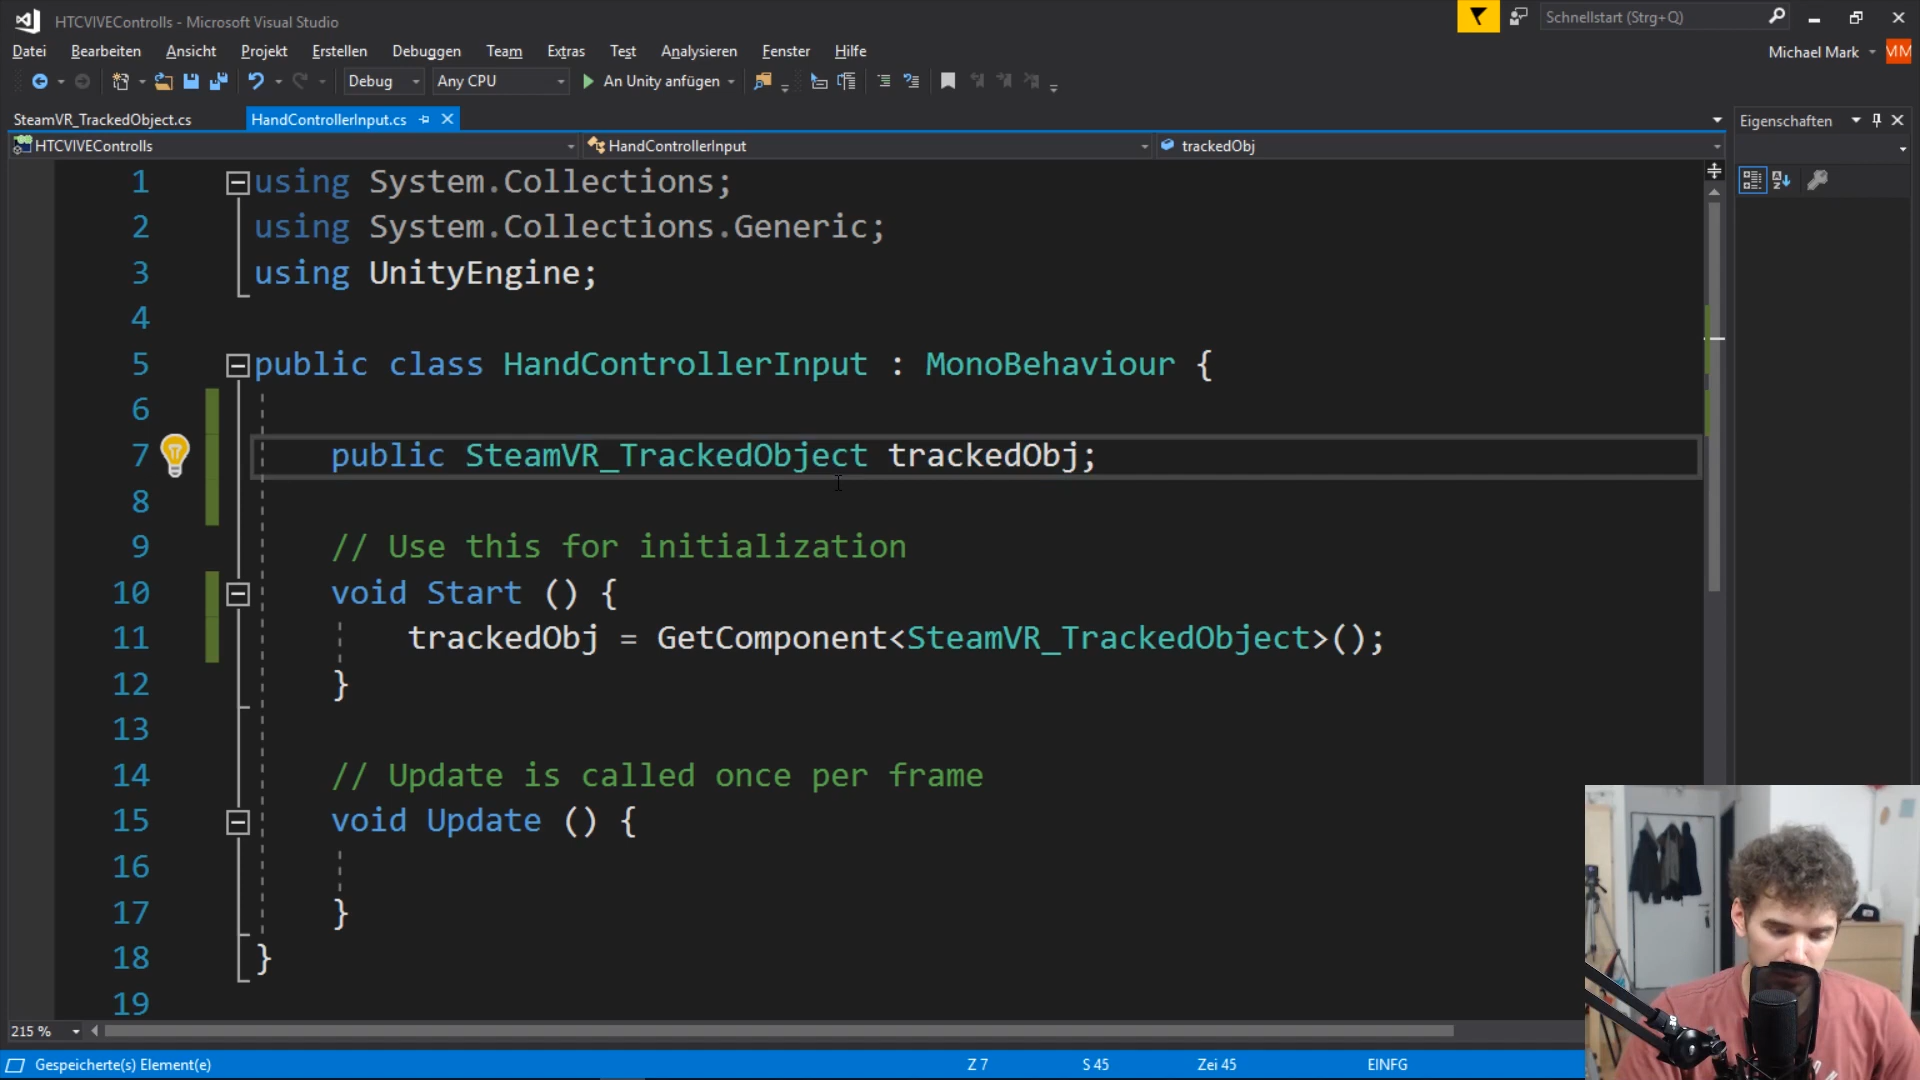 HTCVIVEControlls - Microsoft Visual Studio
Schnellstart (Strg+Q)
Datei Bearbeiten Ansicht Projekt Erstellen Debuggen Team Extras Test Analysieren Fenster Hilfe
Michael Mark MM
Debug Any CPU An Unity anfügen
SteamVR_TrackedObject.cs HandControllerInput.cs
Eigenschaften
HTCVIVEControlls HandControllerInput trackedObj
1 using System.Collections;
2 using System.Collections.Generic;
3 using UnityEngine;
4
5 public class HandControllerInput : MonoBehaviour {
6
7 public SteamVR_TrackedObject trackedObj;
8
9 // Use this for initialization
10 void Start () {
11 trackedObj = GetComponent<SteamVR_TrackedObject>();
12 }
13
14 // Update is called once per frame
15 void Update () {
16
17 }
18 }
19
215 %
Gespeicherte(s) Element(e) Z 7 S 45 Zei 45 EINFG